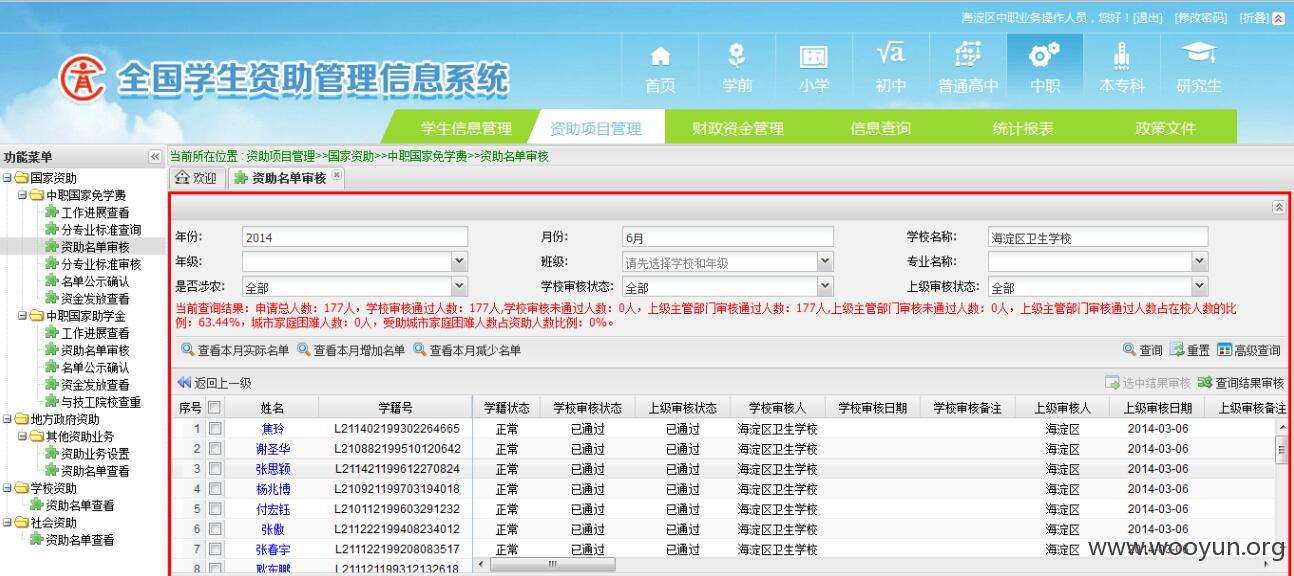 海淀区中职业务操作人员，您好！[退出] [修改密码] [折叠]
全国学生资助管理信息系统
首页 学前 小学 初中 普通高中 中职 本专科 研究生
学生信息管理 资助项目管理 财政资金管理 信息查询 统计报表 政策文件
功能菜单
国家资助
中职国家免学费
工作进展查看
分专业标准查询
资助名单审核
分专业标准审核
名单公示确认
资金发放查看
中职国家助学金
工作进展查看
资助名单审核
名单公示确认
资金发放查看
与技工院校查重
地方政府资助
其他资助业务
资助业务设置
资助名单查看
学校资助
资助名单查看
社会资助
资助名单查看
当前所在位置:资助项目管理>>国家资助>>中职国家免学费>>资助名单审核
欢迎 资助名单审核
年份: 2014 月份: 6月 学校名称: 海淀区卫生学校
年级: 班级: 请先选择学校和年级 专业名称:
是否涉农: 全部 学校审核状态: 全部 上级审核状态: 全部
当前查询结果：申请总人数：177人，学校审核通过人数：177人,学校审核未通过人数：0人，上级主管部门审核通过人数：177人,上级主管部门审核未通过人数：0人，上级主管部门审核通过人数占在校人数的比
例：63.44%，城市家庭困难人数：0人，受助城市家庭困难人数占资助人数比例：0%。
查看本月实际名单 查看本月增加名单 查看本月减少名单 查询 重置 高级查询
返回上一级 选中结果审核 查询结果审核
序号 姓名 学籍号 学籍状态 学校审核状态 上级审核状态 学校审核人 学校审核日期 学校审核备注 上级审核人 上级审核日期 上级审核备注
1 焦玲 L211402199302264665 正常 已通过 已通过 海淀区卫生学校 海淀区 2014-03-06
2 谢圣华 L210882199510120642 正常 已通过 已通过 海淀区卫生学校 海淀区 2014-03-06
3 张思颖 L211421199612270824 正常 已通过 已通过 海淀区卫生学校 海淀区 2014-03-06
4 杨兆博 L210921199703194018 正常 已通过 已通过 海淀区卫生学校 海淀区 2014-03-06
5 付宏钰 L210112199603291232 正常 已通过 已通过 海淀区卫生学校 海淀区 2014-03-06
6 张傲 L211222199408234012 正常 已通过 已通过 海淀区卫生学校 海淀区 2014-03-06
7 张春宇 L211122199208083517 正常 已通过 已通过 海淀区卫生学校 海淀区 2014-03-06
8 耿东鹏 L211121199312132618
www.wooyun.org